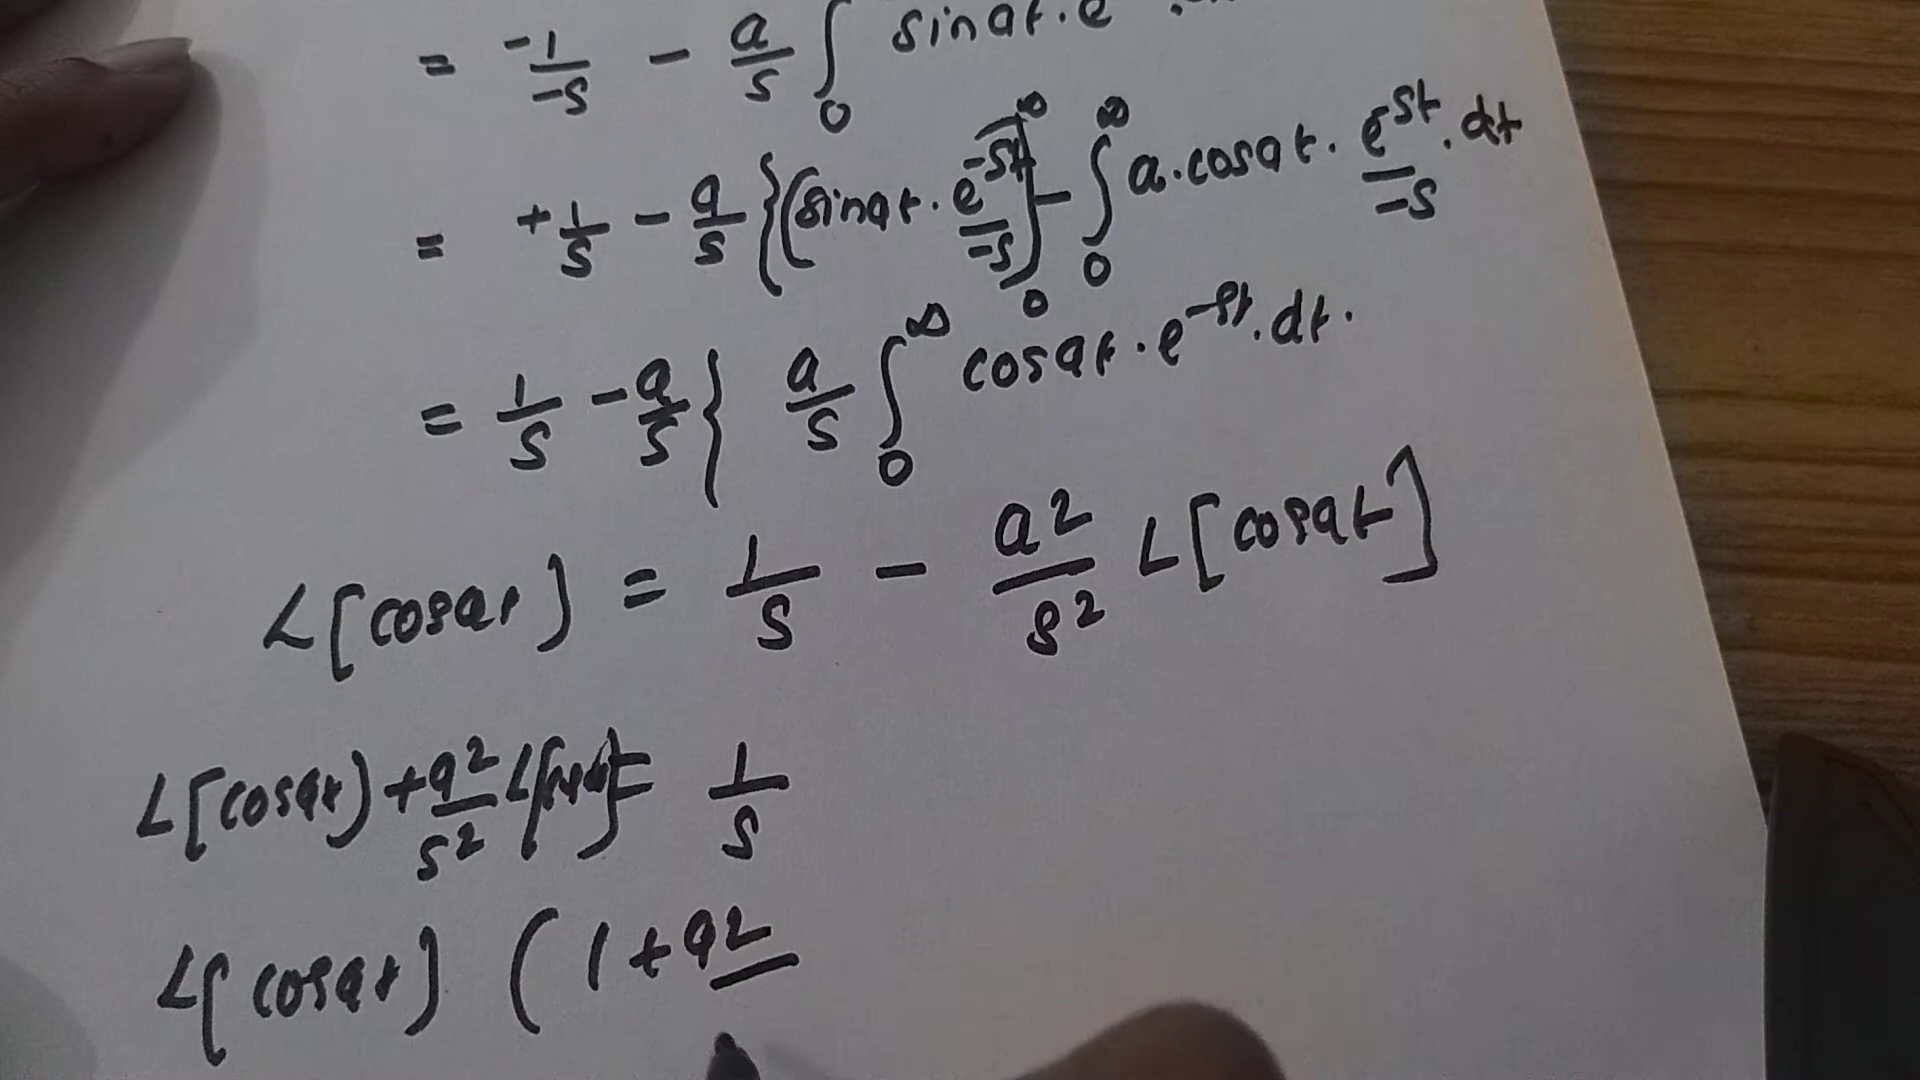 = -1/-s - a/s ∫0 sinat.e
= +1/s - a/s {(sinat. e^-st/-s)0^∞ - ∫0^∞ a.cosat. e^st/-s .dt
= 1/s - a/s { a/s ∫0^∞ cosat.e^-st.dt.
L[cosat] = 1/s - a²/s² L[cosat]
L[cosat) + a²/s² L[] = 1/s
L[cosat] (1+a²